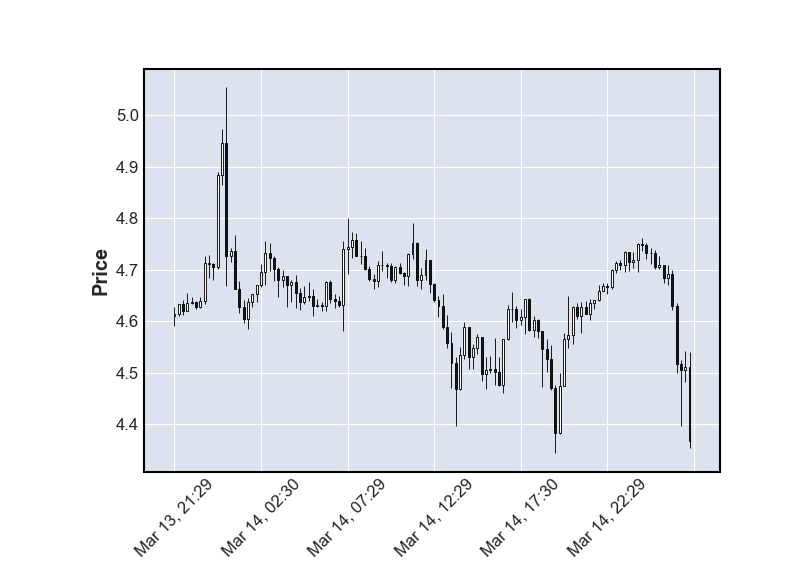 Price
5.0
4.9
4.8
4.7
4.6
4.5
4.4
Mar 13, 21:29
Mar 14, 02:30
Mar 14, 07:29
Mar 14, 12:29
Mar 14, 17:30
Mar 14, 22:29